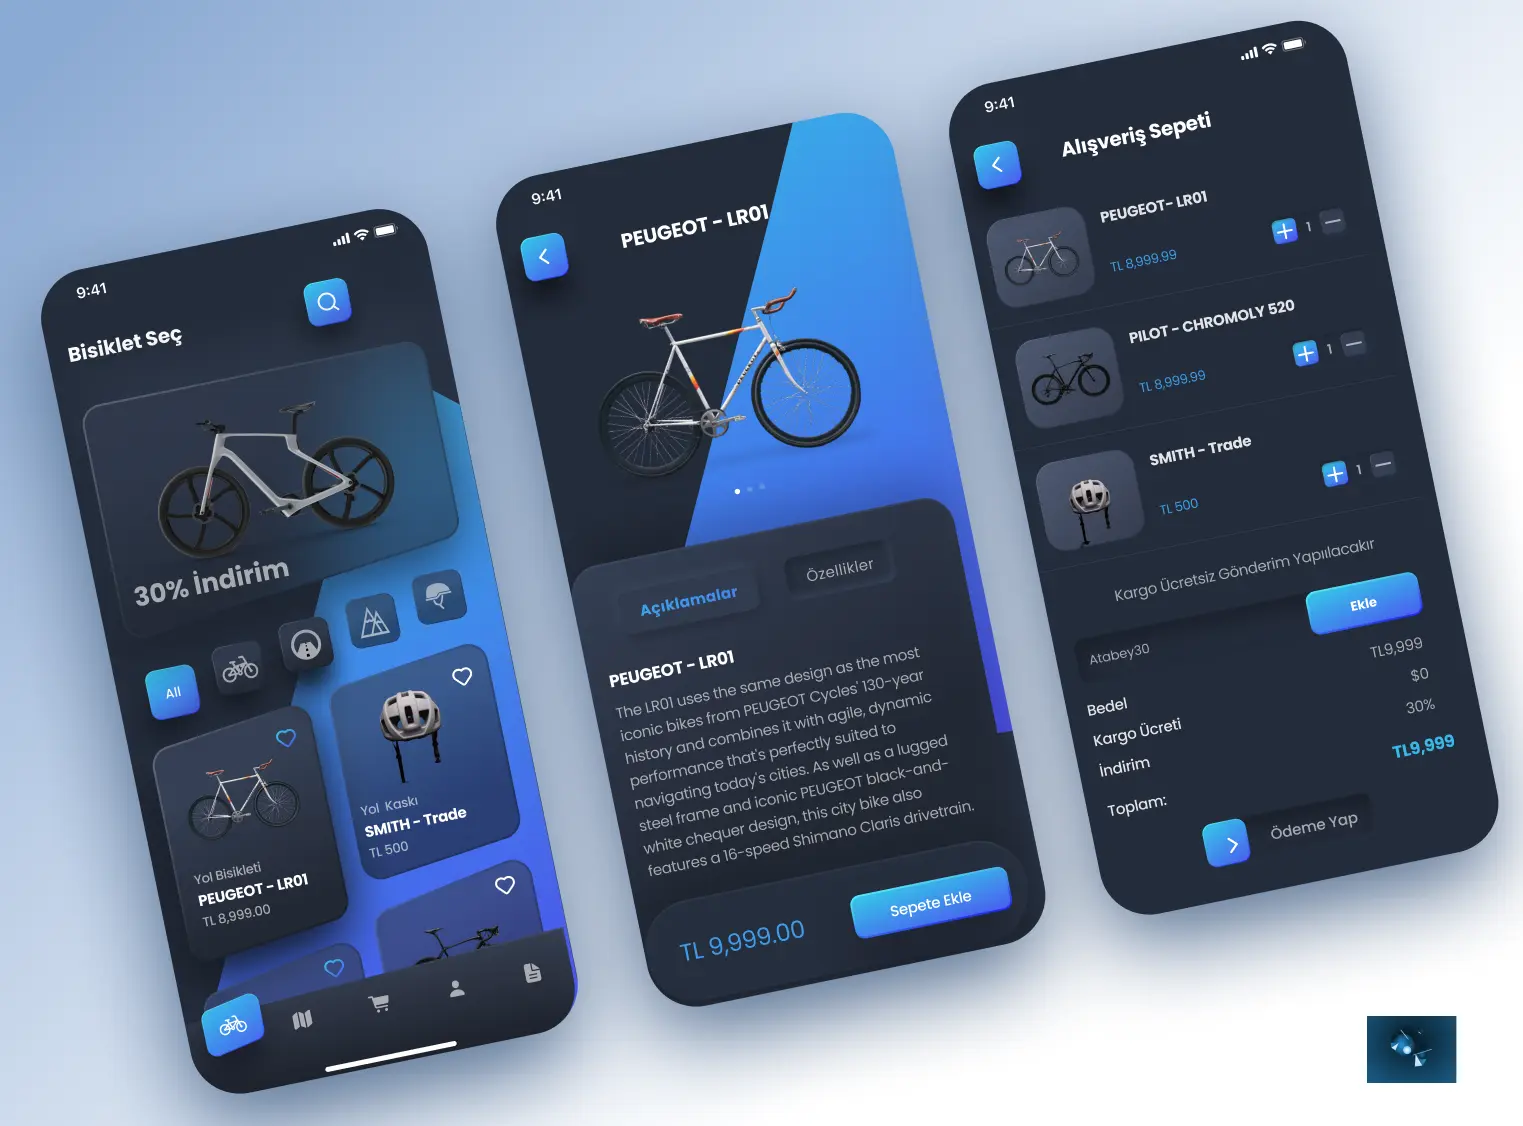 9:41
Bisiklet Seç
30% İndirim
All
Yol Bisikleti
PEUGEOT - LR01
TL 8,999.00
Yol Kaskı
SMITH - Trade
TL 500
9:41
PEUGEOT - LR01
Açıklamalar
Özellikler
PEUGEOT - LR01
The LR01 uses the same design as the most
iconic bikes from PEUGEOT Cycles' 130-year
history and combines it with agile, dynamic
performance that's perfectly suited to
navigating today's cities. As well as a lugged
steel frame and iconic PEUGEOT black-and-
white chequer design, this city bike also
features a 16-speed Shimano Claris drivetrain.
TL 9,999.00
Sepete Ekle
9:41
Alışveriş Sepeti
PEUGEOT- LR01
TL 8,999.99
1
PILOT - CHROMOLY 520
TL 8,999.99
1
SMITH - Trade
TL 500
1
Kargo Ücretsiz Gönderim Yapıılacakır
Atabey30
Ekle
Bedel
TL9,999
Kargo Ücreti
$0
İndirim
30%
Toplam:
TL9,999
Ödeme Yap